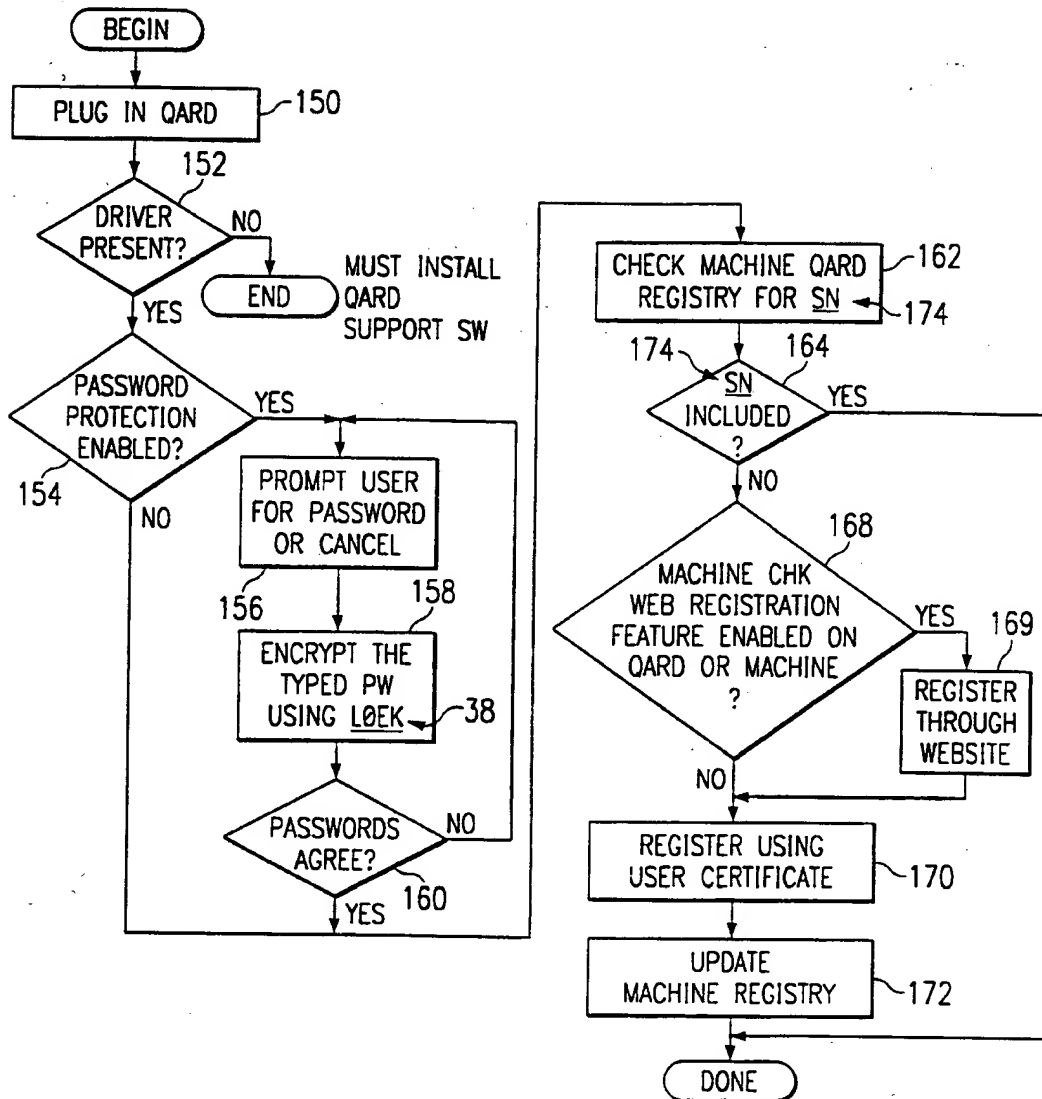 BEGIN
PLUG IN QARD
150
152
DRIVER
PRESENT?
NO
END
MUST INSTALL
QARD
SUPPORT SW
YES
PASSWORD
PROTECTION
ENABLED?
YES
154
NO
PROMPT USER
FOR PASSWORD
OR CANCEL
156
158
ENCRYPT THE
TYPED PW
USING LØEK
38
PASSWORDS
AGREE?
NO
160
YES
CHECK MACHINE QARD
REGISTRY FOR SN
162
174
174
164
SN
INCLUDED
?
YES
NO
168
MACHINE CHK
WEB REGISTRATION
FEATURE ENABLED ON
QARD OR MACHINE
?
YES
169
REGISTER
THROUGH
WEBSITE
NO
REGISTER USING
USER CERTIFICATE
170
UPDATE
MACHINE REGISTRY
172
DONE